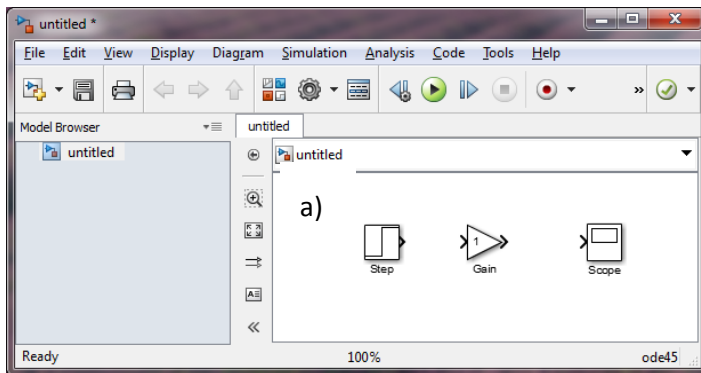 untitled *
File Edit View Display Diagram Simulation Analysis Code Tools Help
»
Model Browser
untitled
untitled
untitled
a)
1
Step
Gain
Scope
Ready
100%
ode45